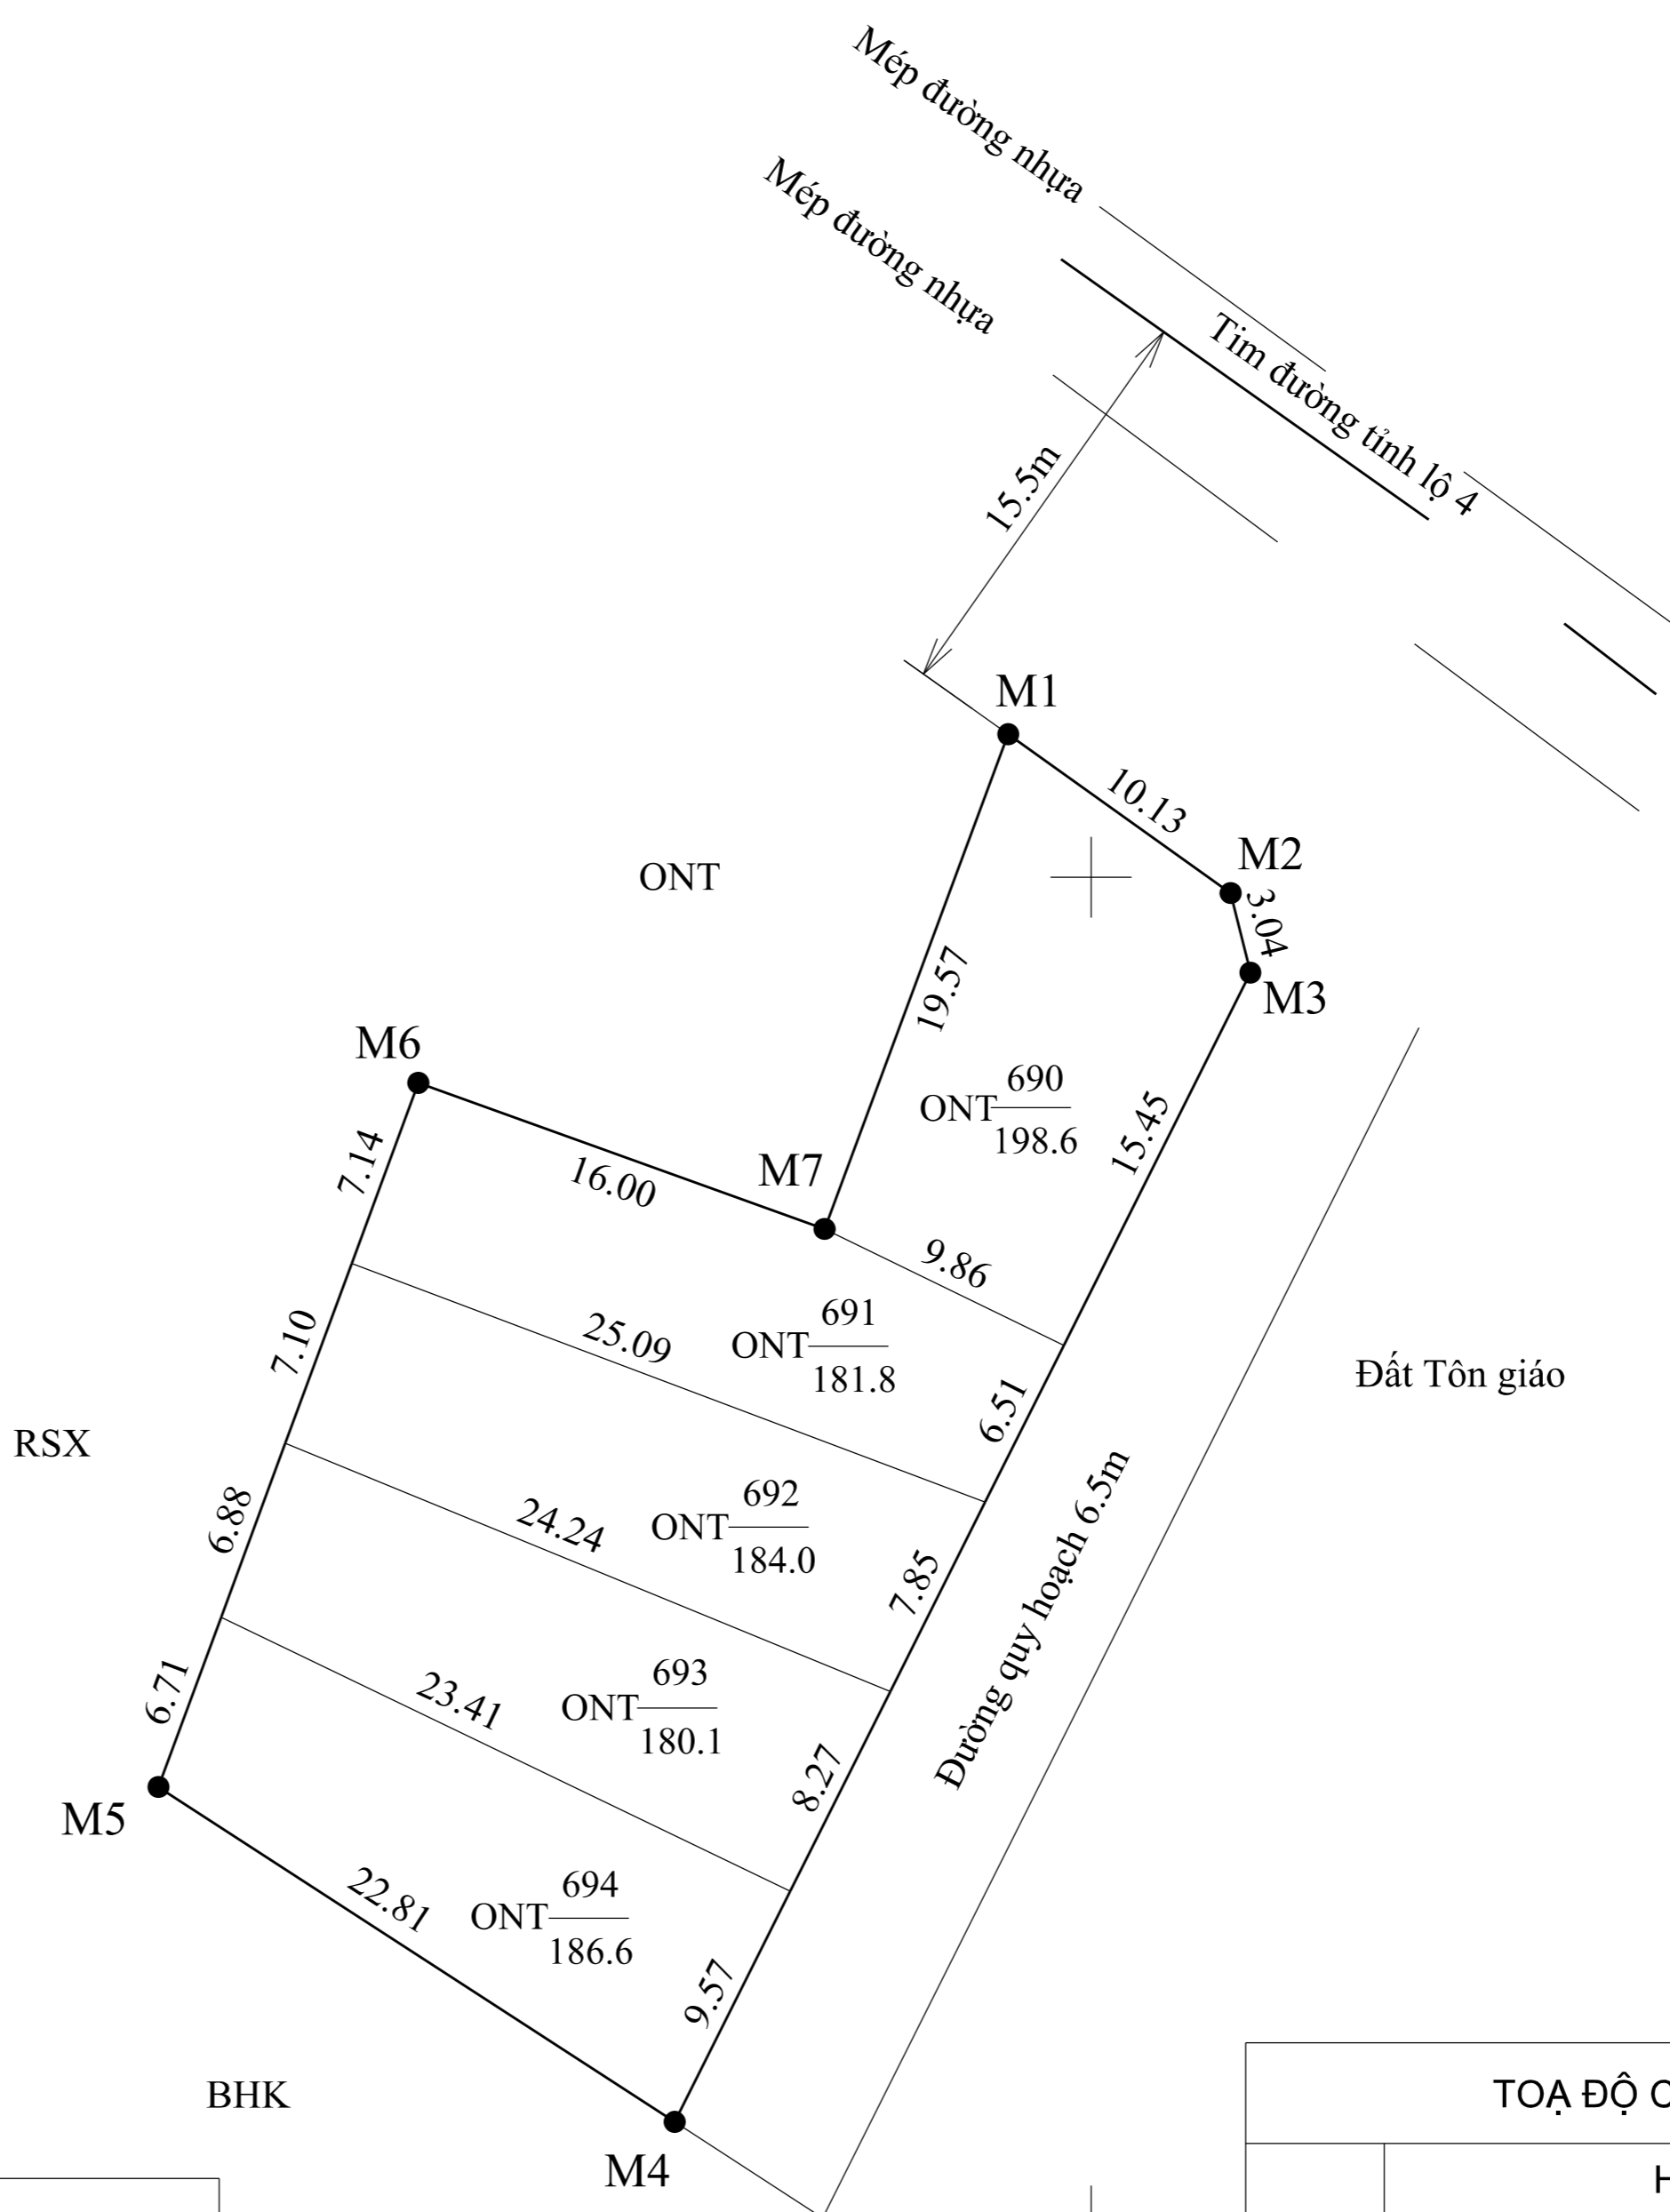 Mép đường nhựa
Mép đường nhựa
Tim đường tỉnh lộ 4
15.5m
M1
10.13
M2
3.04
M3
ONT
19.57
M6
7.14
16.00
M7
ONT
690
198.6
15.45
9.86
7.10
25.09
ONT
691
181.8
6.51
Đất Tôn giáo
RSX
6.88
24.24
ONT
692
184.0
7.85
Đường quy hoạch 6.5m
6.71
23.41
ONT
693
180.1
8.27
M5
22.81
ONT
694
186.6
9.57
BHK
M4
TOẠ ĐỘ